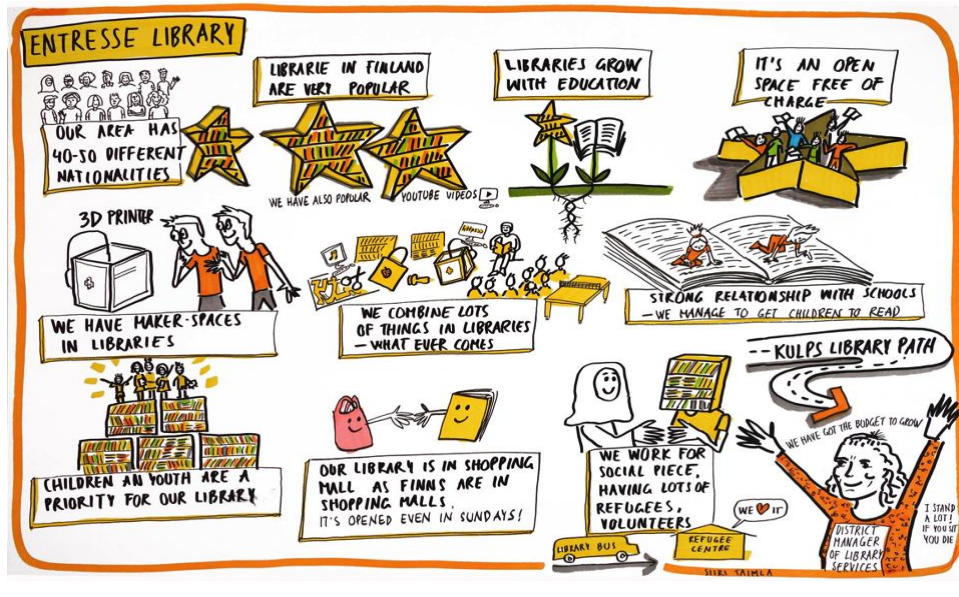 ENTRESSE LIBRARY
OUR AREA HAS
40-50 DIFFERENT
NATIONALITIES
LIBRARIE IN FINLAND
ARE VERY POPULAR
WE HAVE ALSO POPULAR YOUTUBE VIDEOS
LIBRARIES GROW
WITH EDUCATION
IT'S AN OPEN
SPACE FREE OF
CHARGE
3D PRINTER
WE HAVE MAKER-SPACES
IN LIBRARIES
WE COMBINE LOTS
OF THINGS IN LIBRARIES
— WHAT EVER COMES
STRONG RELATIONSHIP WITH SCHOOLS
— WE MANAGE TO GET CHILDREN TO READ
CHILDREN AN YOUTH ARE A
PRIORITY FOR OUR LIBRARY
OUR LIBRARY IS IN SHOPPING
MALL AS FINNS ARE IN
SHOPPING MALLS.
IT'S OPENED EVEN IN SUNDAYS!
WE WORK FOR
SOCIAL PIECE,
HAVING LOTS OF
REFUGEES,
VOLUNTEERS
LIBRARY BUS
REFUGEE
CENTRE
WE ❤ IT
KULPS LIBRARY PATH
WE HAVE GOT THE BUDGET TO GROW
DISTRICT
MANAGER
OF LIBRARY
SERVICES
I STAND
A LOT!
IF YOU SIT
YOU DIE
SIIRI TAIMLA